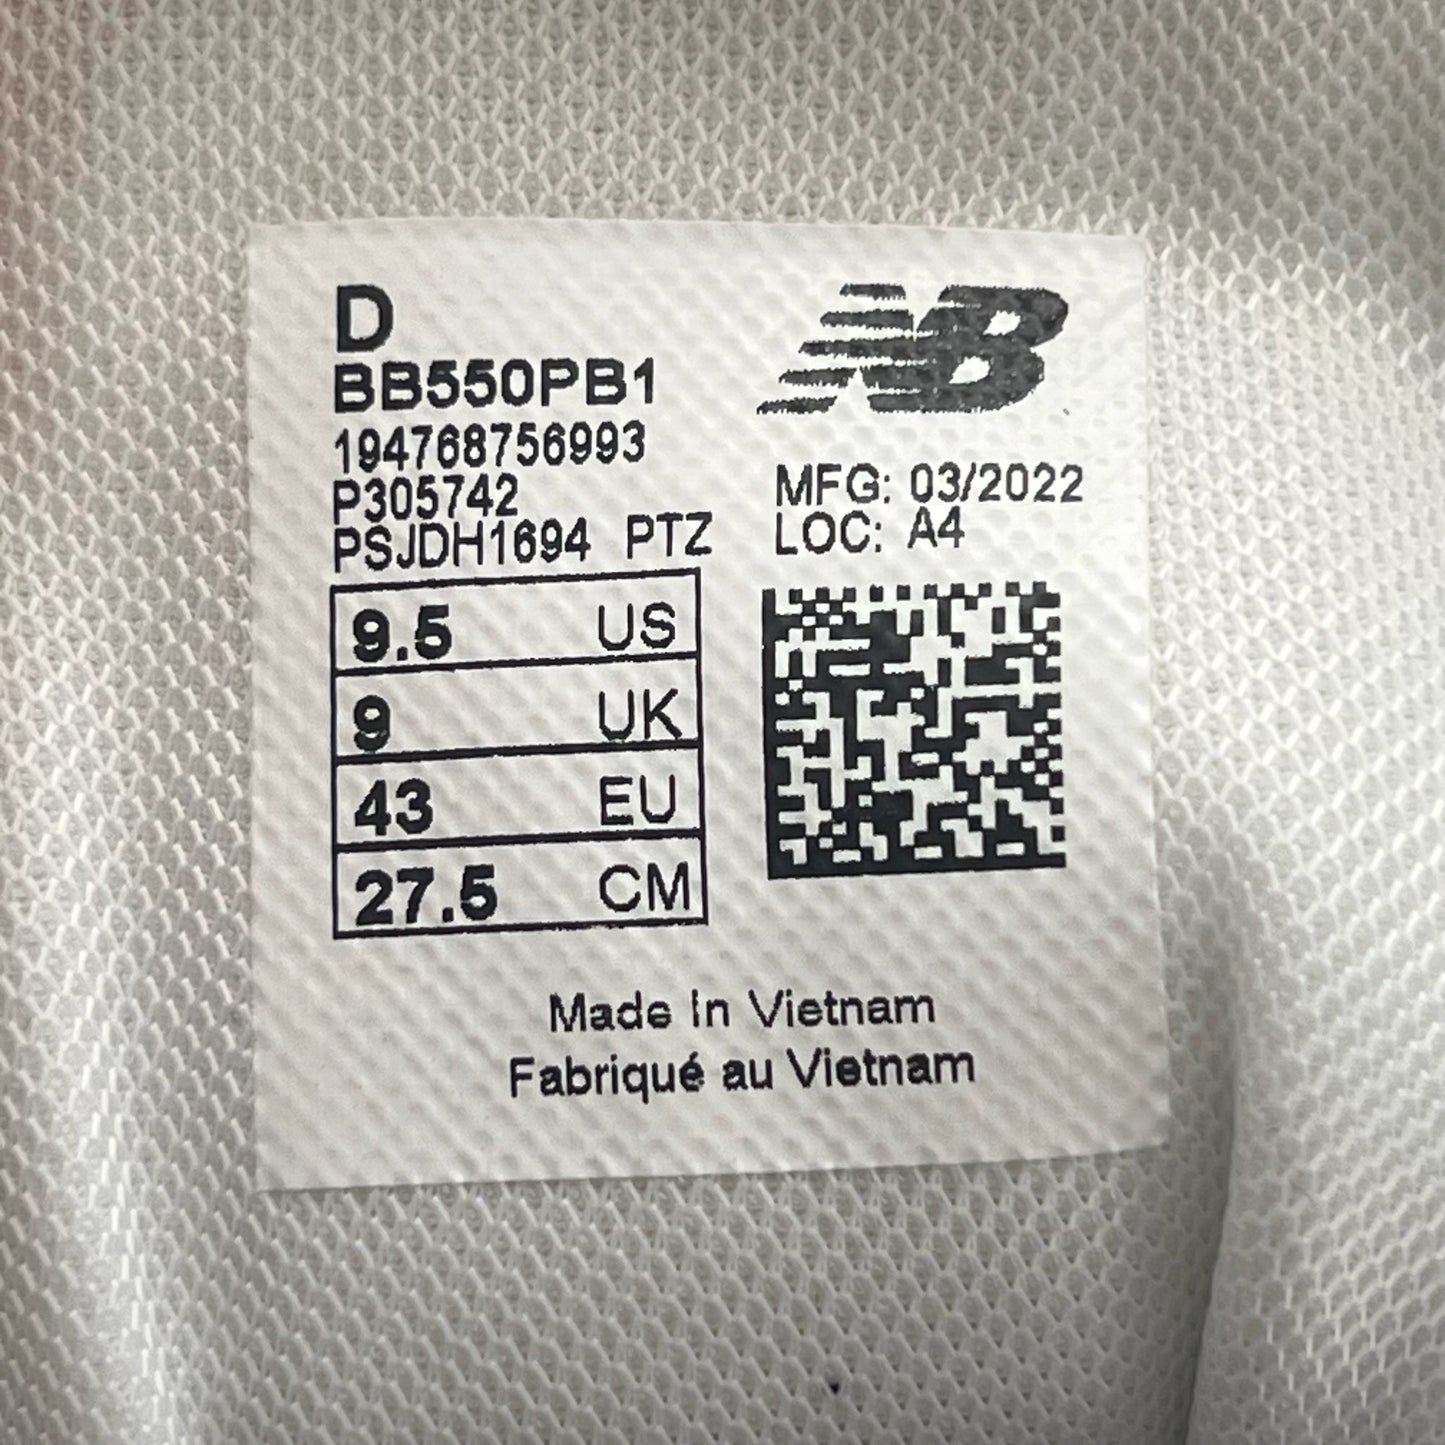 D
BB550PB1
194768756993
P305742
PSJDH1694 PTZ
NB
MFG: 03/2022
LOC: A4
9.5 US
9 UK
43 EU
27.5 CM
Made in Vietnam
Fabriqué au Vietnam